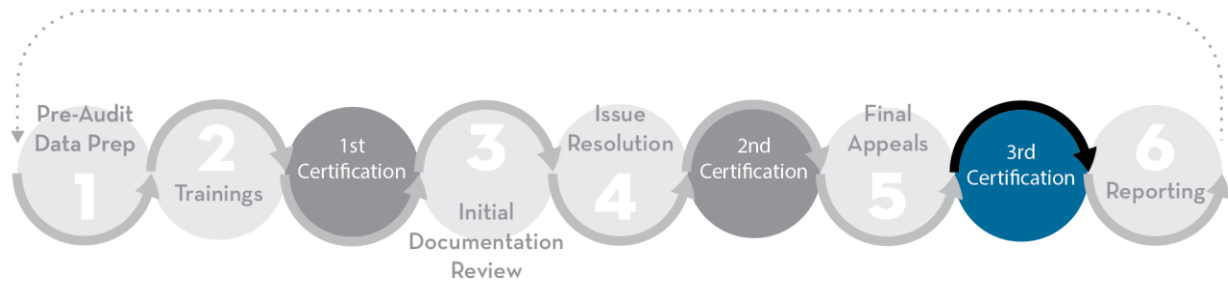 Pre-Audit
Data Prep
1
2
Trainings
1st
Certification
3
Initial
Documentation
Review
Issue
Resolution
4
2nd
Certification
Final
Appeals
5
3rd
Certification
6
Reporting